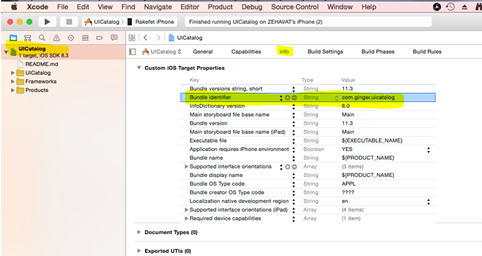 Xcode File Edit View Find Navigate Editor Product Debug Source Control Window Help
UICatalog Raketef iPhone Finished running UICatalog on ZEHAVAT's iPhone (2)
UICatalog
UICatalog
1 target, iOS SDK 8.3
README.md
UICatalog
Frameworks
Products
UICatalog General Capabilities Info Build Settings Build Phases Build Rules
Custom iOS Target Properties
Key Type Value
Bundle versions string, short String 11.3
Bundle identifier String com.ginger.uicatalog
InfoDictionary version String 6.0
Main storyboard file base name String Main
Bundle version String 11.3
Main storyboard file base name (iPad) String Main
Executable file String ${EXECUTABLE_NAME}
Application requires iPhone environment Boolean YES
Bundle name String ${PRODUCT_NAME}
Supported interface orientations Array (3 items)
Bundle display name String ${PRODUCT_NAME}
Bundle OS Type code String APPL
Bundle creator OS Type code String ????
Localization native development region String en
Supported interface orientations (iPad) Array (4 items)
Required device capabilities Array (1 item)
Document Types (0)
Exported UTIs (0)